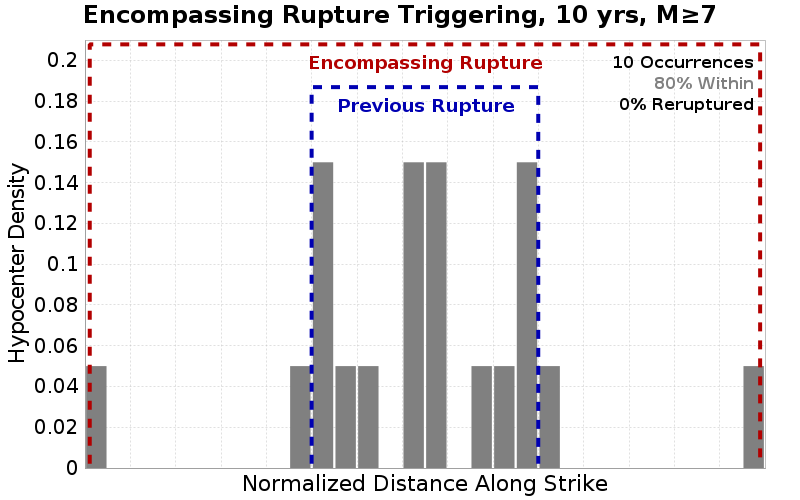 Encompassing Rupture Triggering, 10 yrs, M≥7
Encompassing Rupture
Previous Rupture
10 Occurrences
80% Within
0% Reruptured
Hypocenter Density
0.2
0.18
0.16
0.14
0.12
0.1
0.08
0.06
0.04
0.02
0
Normalized Distance Along Strike